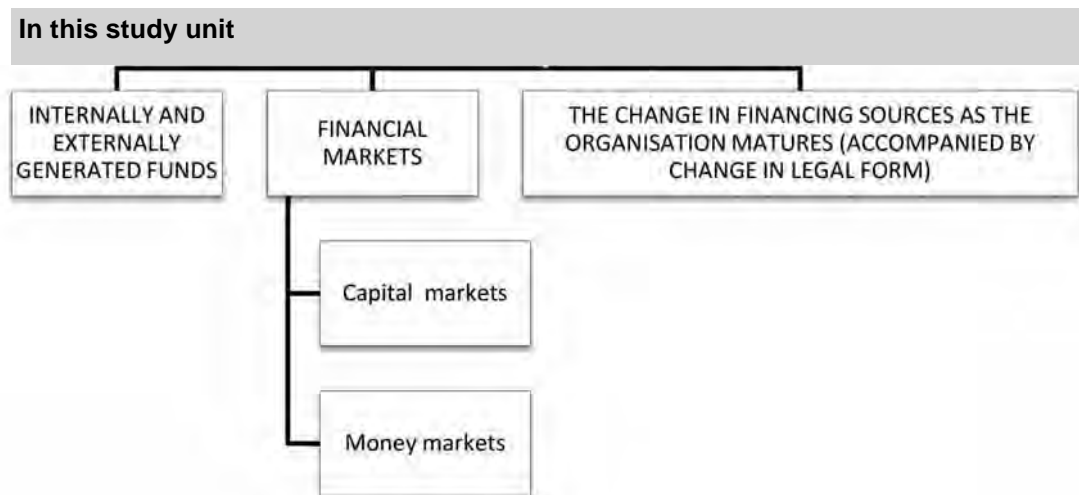 In this study unit
INTERNALLY AND
EXTERNALLY
GENERATED FUNDS
FINANCIAL
MARKETS
THE CHANGE IN FINANCING SOURCES AS THE
ORGANISATION MATURES (ACCOMPANIED BY
CHANGE IN LEGAL FORM)
Capital markets
Money markets